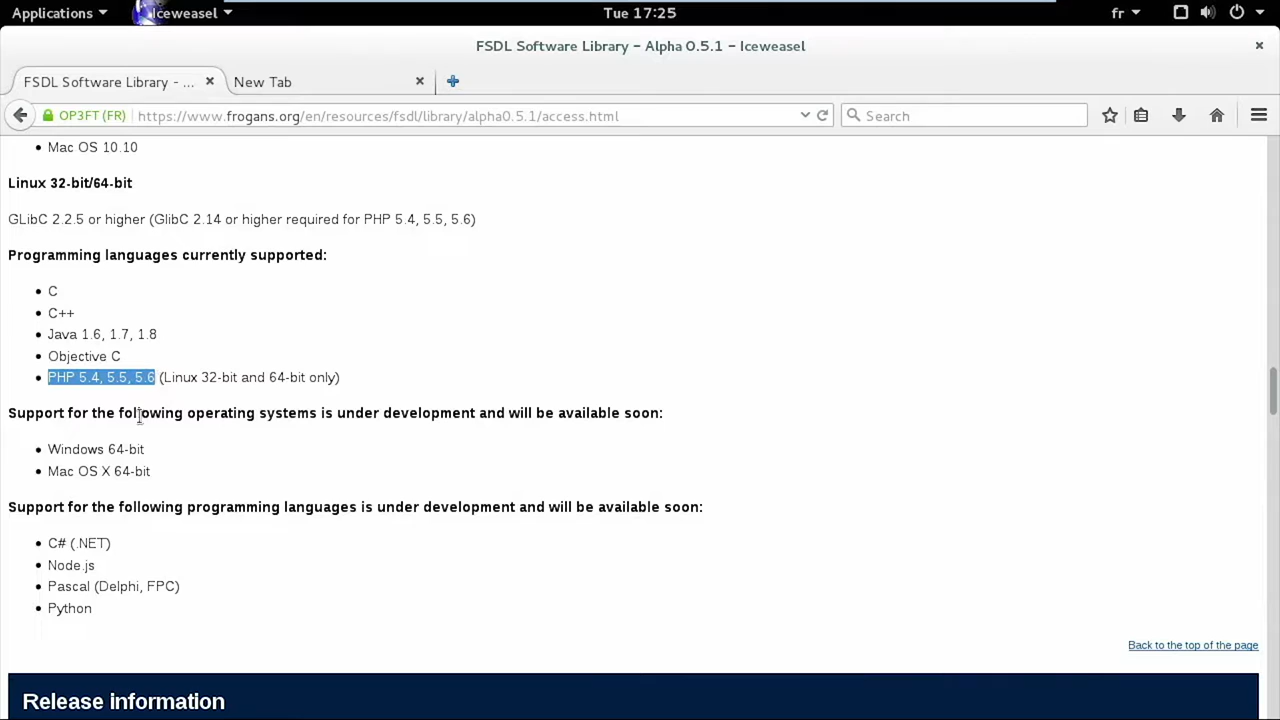 Applications Iceweasel Tue 17:25 fr
FSDL Software Library - Alpha 0.5.1 - Iceweasel
FSDL Software Library - ... New Tab
OP3FT (FR) https://www.frogans.org/en/resources/fsdl/library/alpha0.5.1/access.html Search
• Mac OS 10.10
Linux 32-bit/64-bit
GLibC 2.2.5 or higher (GlibC 2.14 or higher required for PHP 5.4, 5.5, 5.6)
Programming languages currently supported:
• C
• C++
• Java 1.6, 1.7, 1.8
• Objective C
• PHP 5.4, 5.5, 5.6 (Linux 32-bit and 64-bit only)
Support for the following operating systems is under development and will be available soon:
• Windows 64-bit
• Mac OS X 64-bit
Support for the following programming languages is under development and will be available soon:
• C# (.NET)
• Node.js
• Pascal (Delphi, FPC)
• Python
Back to the top of the page
Release information